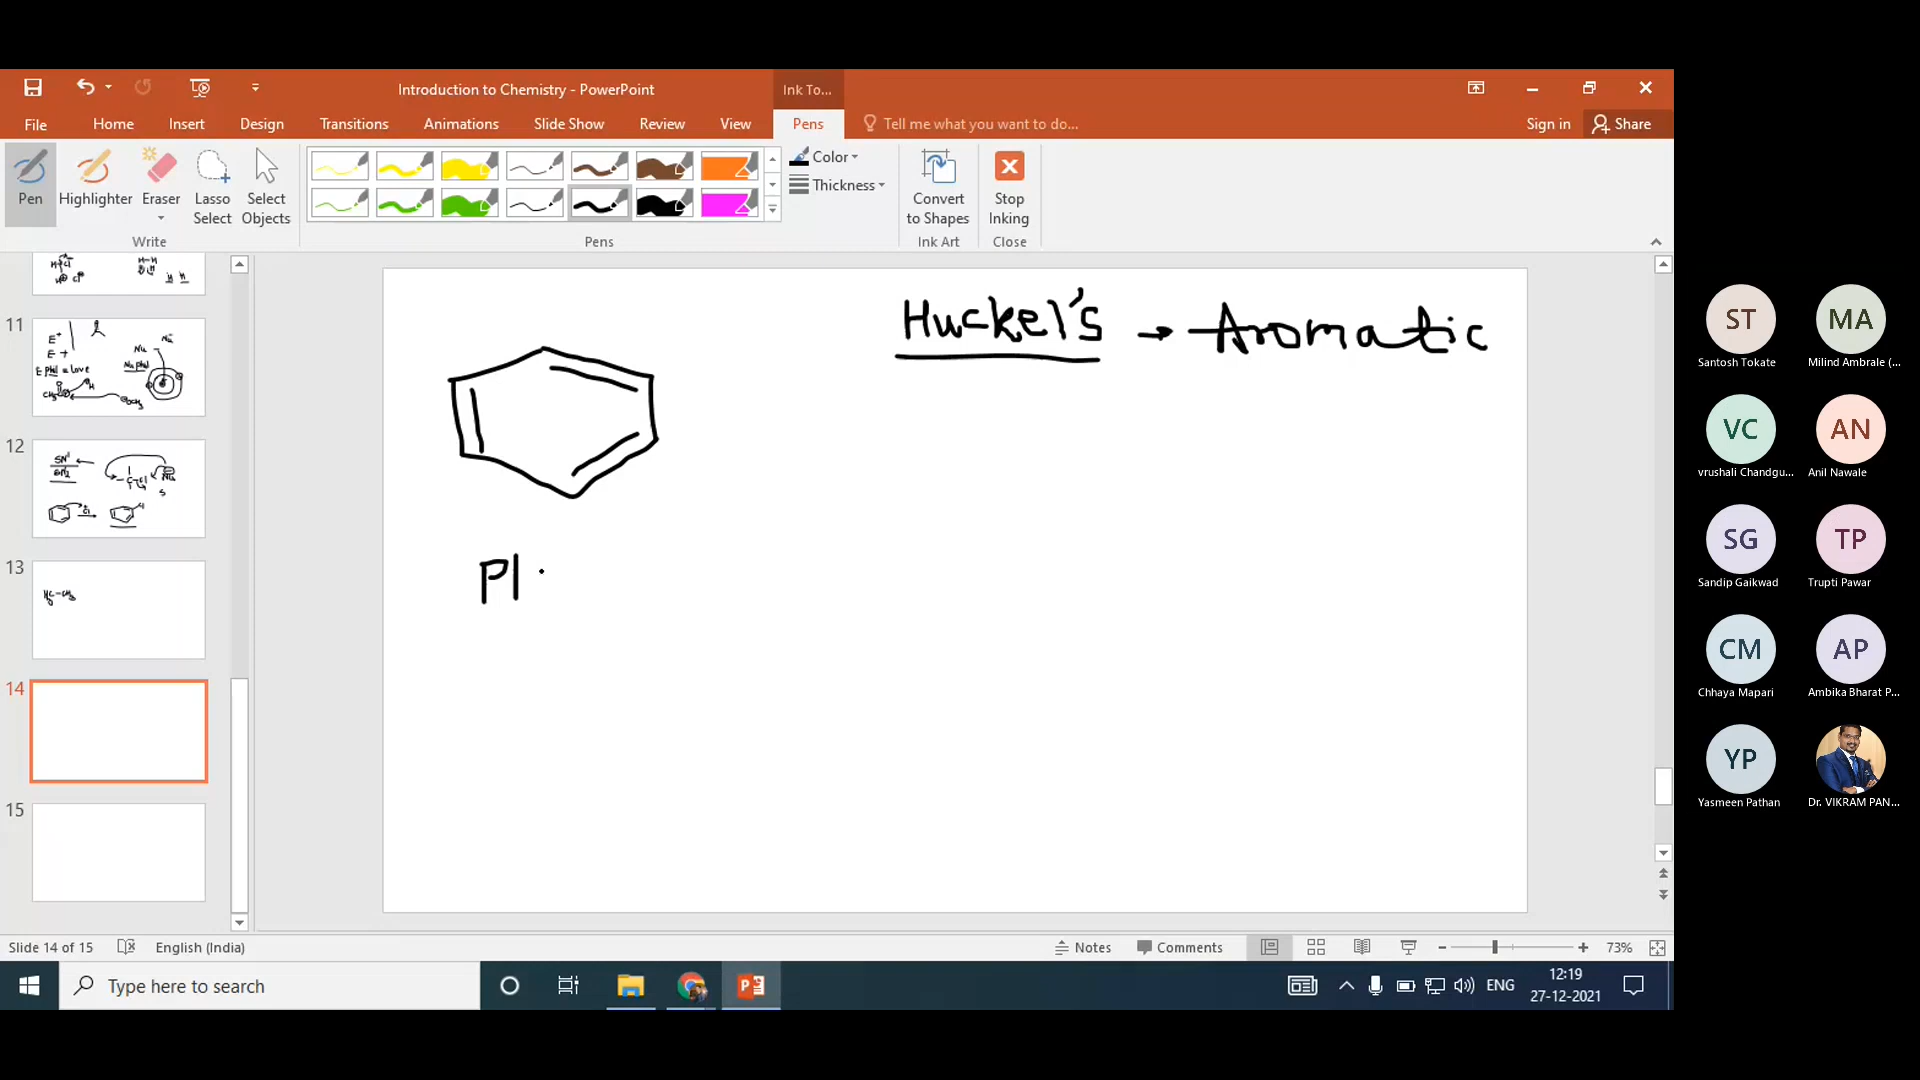 Introduction to Chemistry - PowerPoint
Ink To...
File Home Insert Design Transitions Animations Slide Show Review View Pens Tell me what you want to do... Sign in Share
Pen Highlighter Eraser Lasso Select Select Objects
Color
Thickness
Convert to Shapes
Stop Inking
Write Pens Ink Art Close
11
12
13
14
15
Huckel's → Aromatic
Pl
ST MA
Santosh Tokate Milind Ambrale (...
VC AN
vrushali Chandgu... Anil Nawale
SG TP
Sandip Gaikwad Trupti Pawar
CM AP
Chhaya Mapari Ambika Bharat P...
YP
Yasmeen Pathan Dr. VIKRAM PAN...
Slide 14 of 15 English (India) Notes Comments 73%
Type here to search
ENG 12:19
27-12-2021